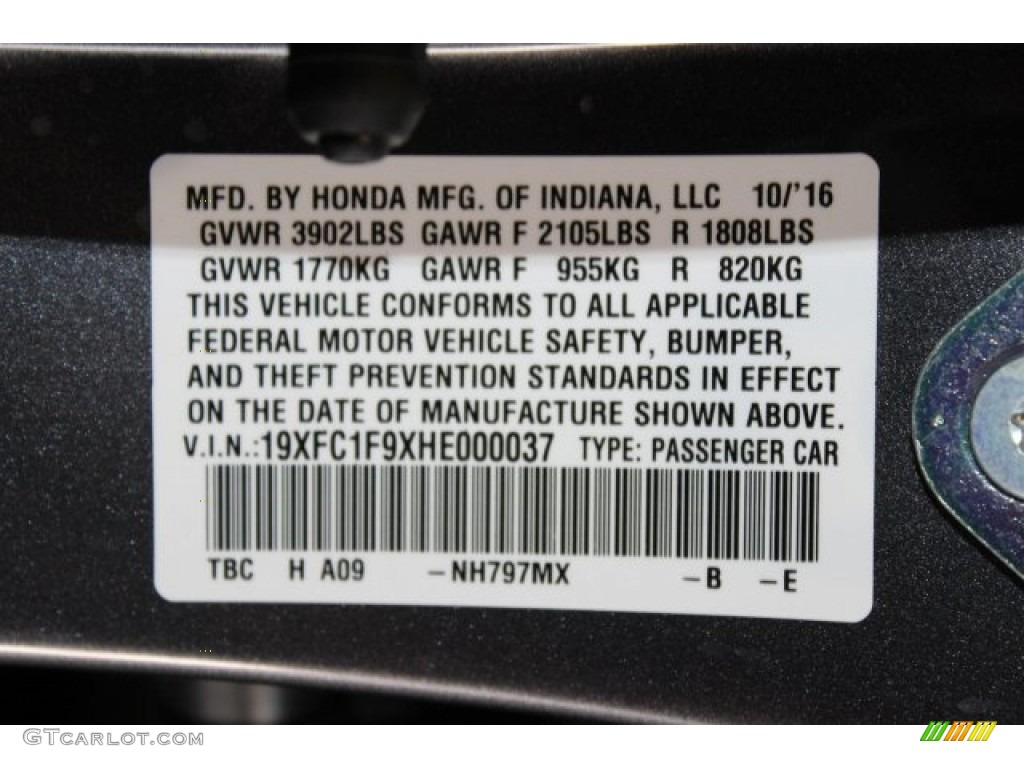 MFD. BY HONDA MFG. OF INDIANA, LLC 10/'16
GVWR 3902LBS GAWR F 2105LBS R 1808LBS
GVWR 1770KG GAWR F 955KG R 820KG
THIS VEHICLE CONFORMS TO ALL APPLICABLE
FEDERAL MOTOR VEHICLE SAFETY, BUMPER,
AND THEFT PREVENTION STANDARDS IN EFFECT
ON THE DATE OF MANUFACTURE SHOWN ABOVE.
V.I.N.:19XFC1F9XHE000037 TYPE: PASSENGER CAR
TBC H A09 -NH797MX -B -E
GTCarLot.com